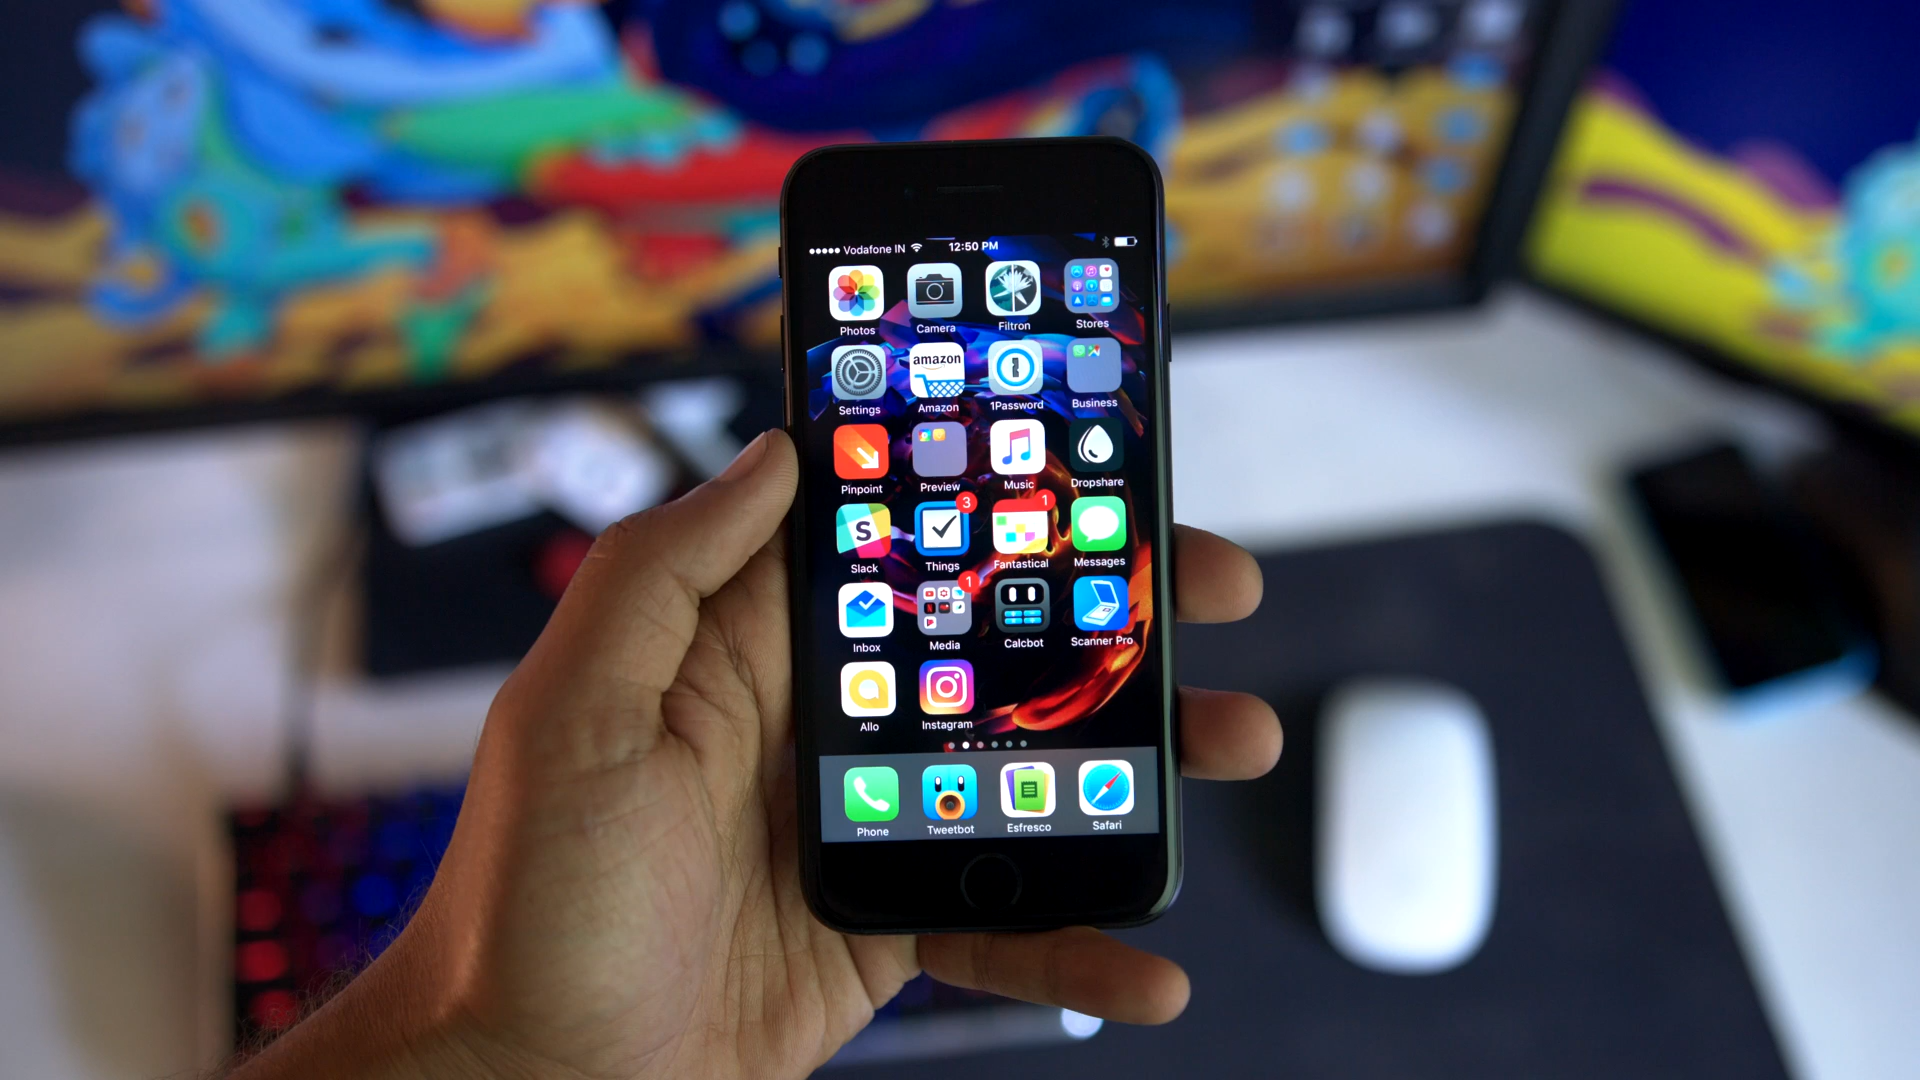 Vodafone IN 12:50 PM
Photos Camera Filtron Stores
amazon
Settings Amazon 1Password Business
Pinpoint Preview Music Dropshare
3 1
S
Slack Things Fantastical Messages
1
Inbox Media Calcbot Scanner Pro
Allo Instagram
Phone Tweetbot Esfresco Safari